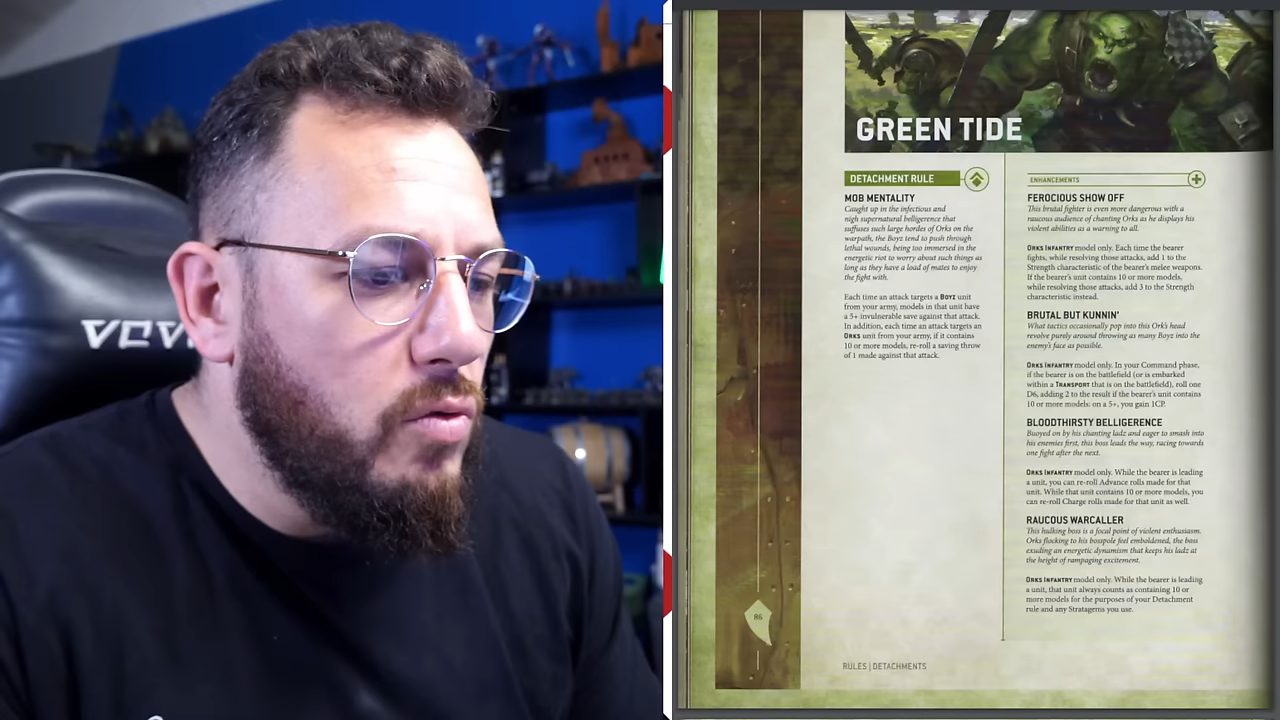 GREEN TIDE
DETACHMENT RULE
MOB MENTALITY
Caught up in the infectious and
nigh supernatural belligerence that
suffuses such large hordes of Orks on the
warpath, the Boyz tend to push through
lethal wounds, being too immersed in the
energetic riot to worry about such things as
long as they have a load of mates to enjoy
the fight with.
Each time an attack targets a BOYZ unit
from your army, models in that unit have
a 5+ invulnerable save against that attack.
In addition, each time an attack targets an
ORKS unit from your army, if it contains
10 or more models, re-roll a saving throw
of 1 made against that attack.
ENHANCEMENTS
FEROCIOUS SHOW OFF
This brutal fighter is even more dangerous with a
raucous audience of chanting Orks as he displays his
violent abilities as a warning to all.
ORKS INFANTRY model only. Each time the bearer
fights, while resolving those attacks, add 1 to the
Strength characteristic of the bearer's melee weapons.
If the bearer's unit contains 10 or more models,
while resolving those attacks, add 3 to the Strength
characteristic instead.
BRUTAL BUT KUNNIN'
What tactics occasionally pop into this Ork's head
revolve purely around throwing as many Boyz into the
enemy's face as possible.
ORKS INFANTRY model only. In your Command phase,
if the bearer is on the battlefield (or is embarked
within a TRANSPORT that is on the battlefield), roll one
D6, adding 2 to the result if the bearer's unit contains
10 or more models: on a 5+, you gain 1CP.
BLOODTHIRSTY BELLIGERENCE
Buoyed on by his chanting ladz and eager to smash into
his enemies first, this boss leads the way, racing towards
one fight after the next.
ORKS INFANTRY model only. While the bearer is leading
a unit, you can re-roll Advance rolls made for that
unit. While that unit contains 10 or more models, you
can re-roll Charge rolls made for that unit as well.
RAUCOUS WARCALLER
This hulking boss is a focal point of violent enthusiasm.
Orks flocking to his bosspole feel emboldened, the boss
exuding an energetic dynamism that keeps his ladz at
the height of rampaging excitement.
ORKS INFANTRY model only. While the bearer is leading
a unit, that unit always counts as containing 10 or
more models for the purposes of your Detachment
rule and any Stratagems you use.
86
RULES | DETACHMENTS